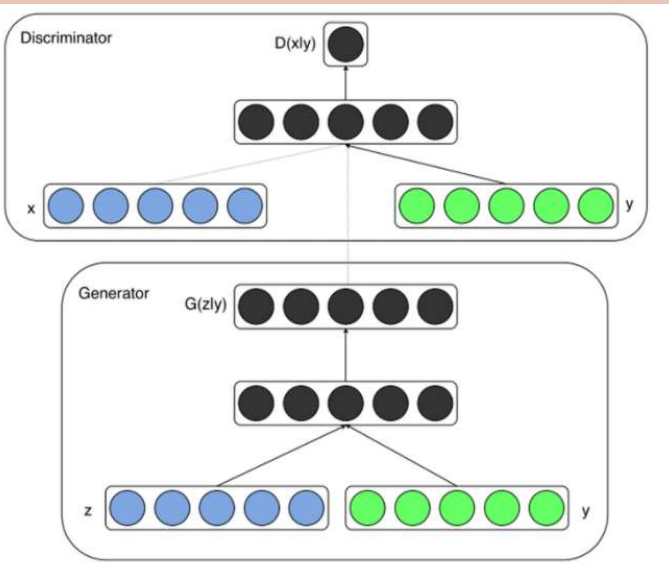 Discriminator
D(x|y)
x
y
Generator
G(z|y)
z
y